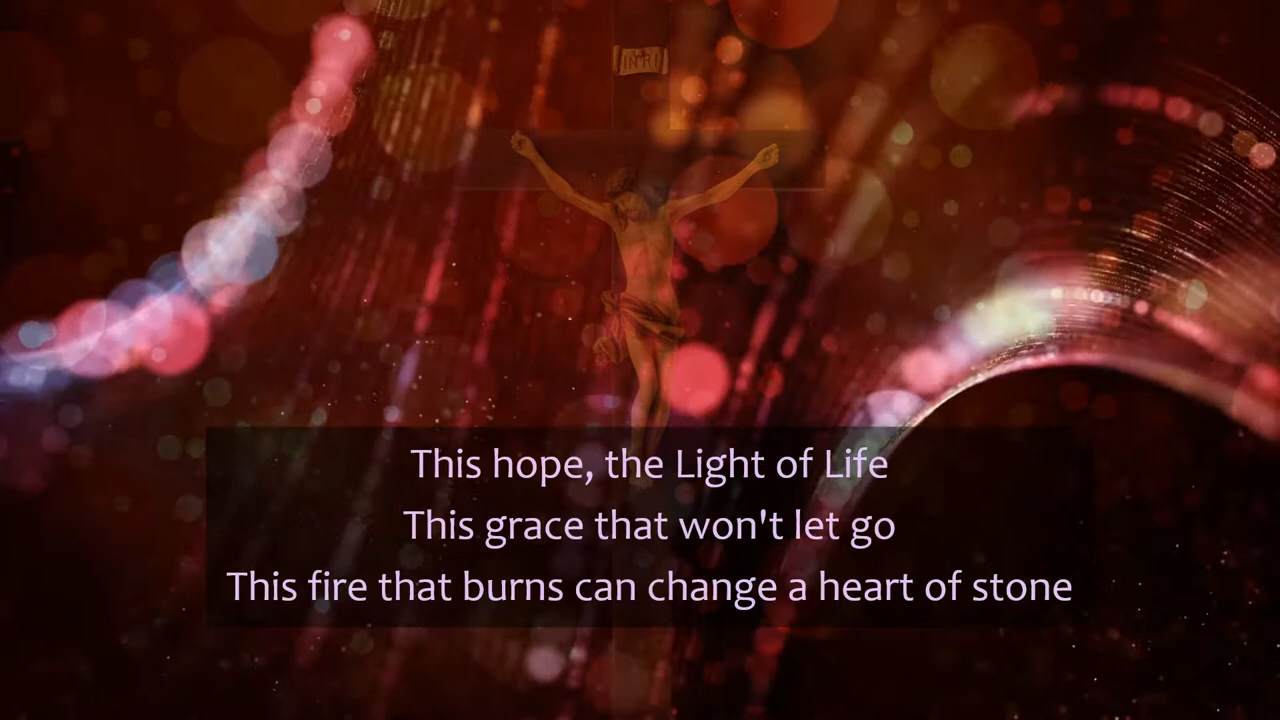 INRI
This hope, the Light of Life
This grace that won't let go
This fire that burns can change a heart of stone